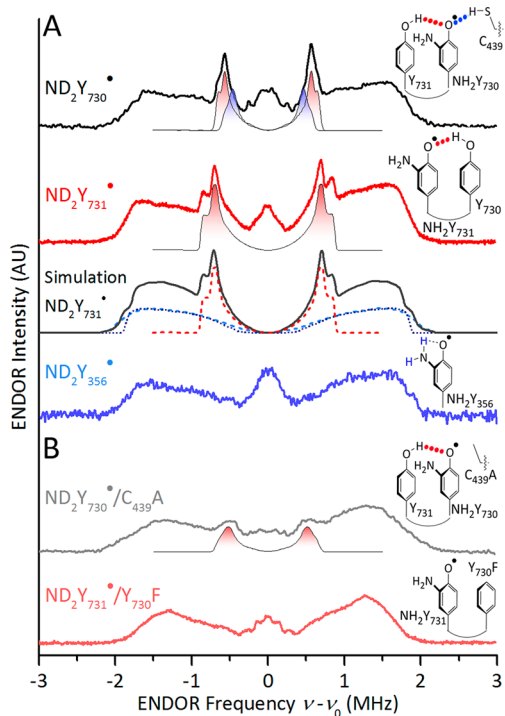 A
H
O
O•
H-S
C439
H2N
Y731
NH2Y730
ND2Y730•
O•
H
O
H2N
Y730
NH2Y731
ND2Y731•
Simulation
ND2Y731•
H
O•
N
H
NH2Y356
ND2Y356•
ENDOR Intensity (AU)
B
H
O
O•
C439A
H2N
Y731
NH2Y730
ND2Y730•/C439A
O•
Y730F
H2N
NH2Y731
ND2Y731•/Y730F
-3 -2 -1 0 1 2 3
ENDOR Frequency ν-ν0 (MHz)